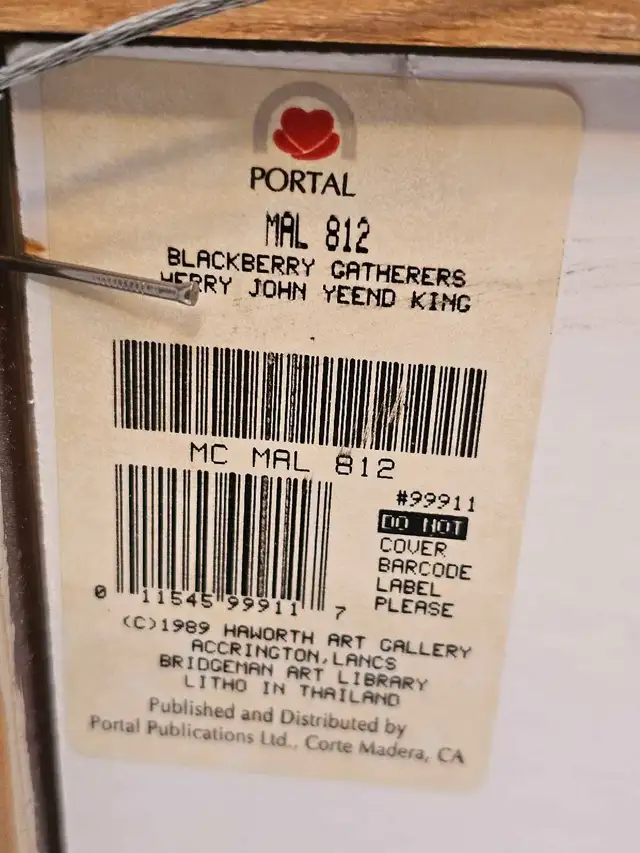 PORTAL
MAL 812
BLACKBERRY GATHERERS
HERRY JOHN YEEND KING
MC MAL 812
#99911
DO NOT
COVER
BARCODE
LABEL
PLEASE
0 11545 99911 7
(C)1989 HAWORTH ART GALLERY
ACCRINGTON,LANCS
BRIDGEMAN ART LIBRARY
LITHO IN THAILAND
Published and Distributed by
Portal Publications Ltd., Corte Madera, CA